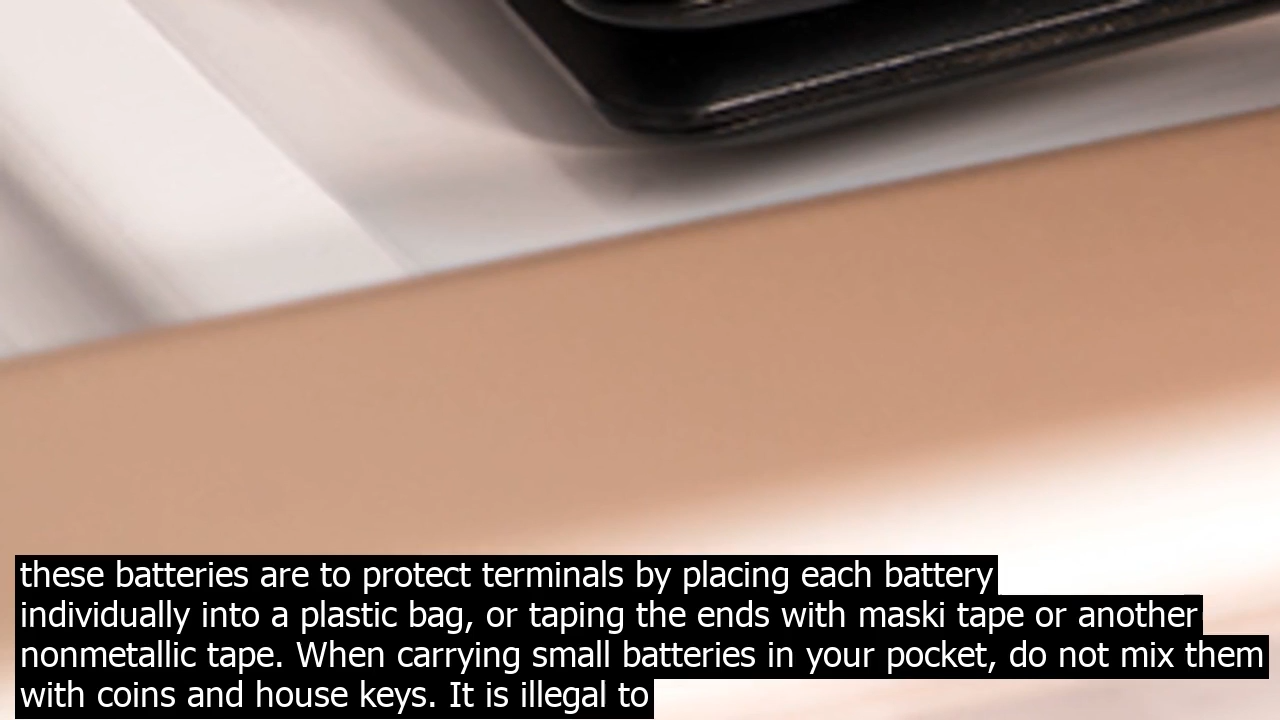 these batteries are to protect terminals by placing each battery
individually into a plastic bag, or taping the ends with maski tape or another
nonmetallic tape. When carrying small batteries in your pocket, do not mix them
with coins and house keys. It is illegal to